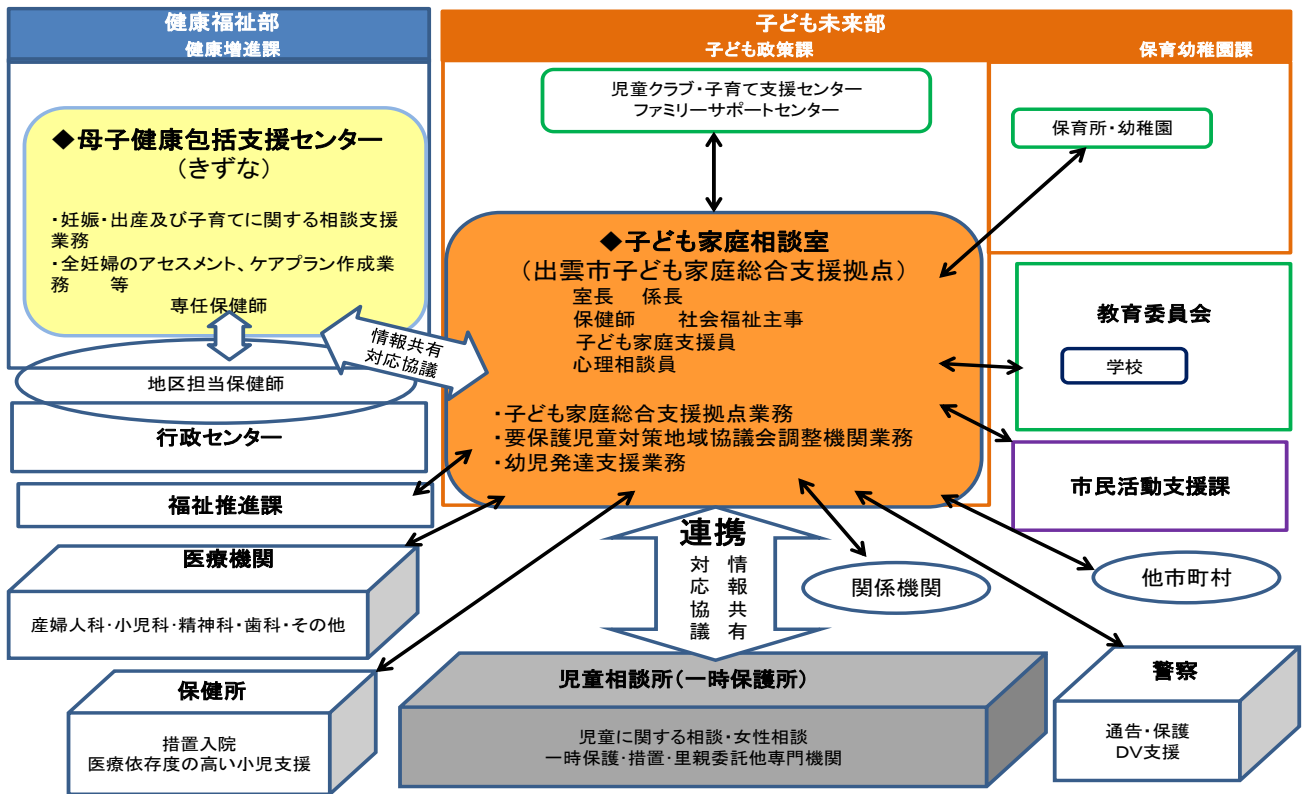 健康福祉部
健康増進課
子ども未来部
子ども政策課
保育幼稚園課
◆母子健康包括支援センター
(きずな)
・妊娠・出産及び子育てに関する相談支援
業務
・全妊婦のアセスメント、ケアプラン作成業
務　等
専任保健師
地区担当保健師
行政センター
福祉推進課
情報共有
対応協議
児童クラブ・子育て支援センター
ファミリーサポートセンター
保育所・幼稚園
◆子ども家庭相談室
(出雲市子ども家庭総合支援拠点)
室長　係長
保健師　社会福祉主事
子ども家庭支援員
心理相談員
・子ども家庭総合支援拠点業務
・要保護児童対策地域協議会調整機関業務
・幼児発達支援業務
教育委員会
学校
市民活動支援課
医療機関
産婦人科・小児科・精神科・歯科・その他
保健所
措置入院
医療依存度の高い小児支援
連携
情報共有
対応協議
関係機関
他市町村
児童相談所(一時保護所)
児童に関する相談・女性相談
一時保護・措置・里親委託他専門機関
警察
通告・保護
DV支援